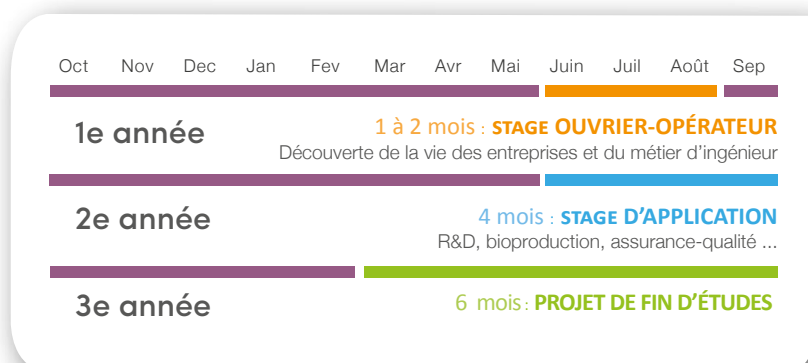 Oct Nov Dec Jan Fev Mar Avr Mai Juin Juil Août Sep
1e année
1 à 2 mois : STAGE OUVRIER-OPÉRATEUR
Découverte de la vie des entreprises et du métier d'ingénieur
2e année
4 mois : STAGE D'APPLICATION
R&D, bioproduction, assurance-qualité ...
3e année
6 mois : PROJET DE FIN D'ÉTUDES